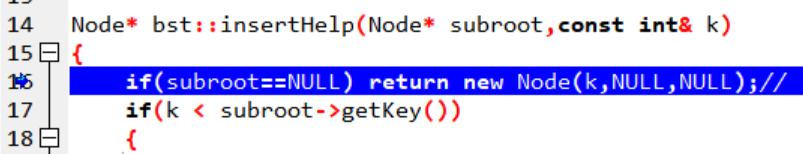 14 Node* bst::insertHelp(Node* subroot,const int& k)
15 {
16 if(subroot==NULL) return new Node(k,NULL,NULL);//
17 if(k < subroot->getKey())
18 {